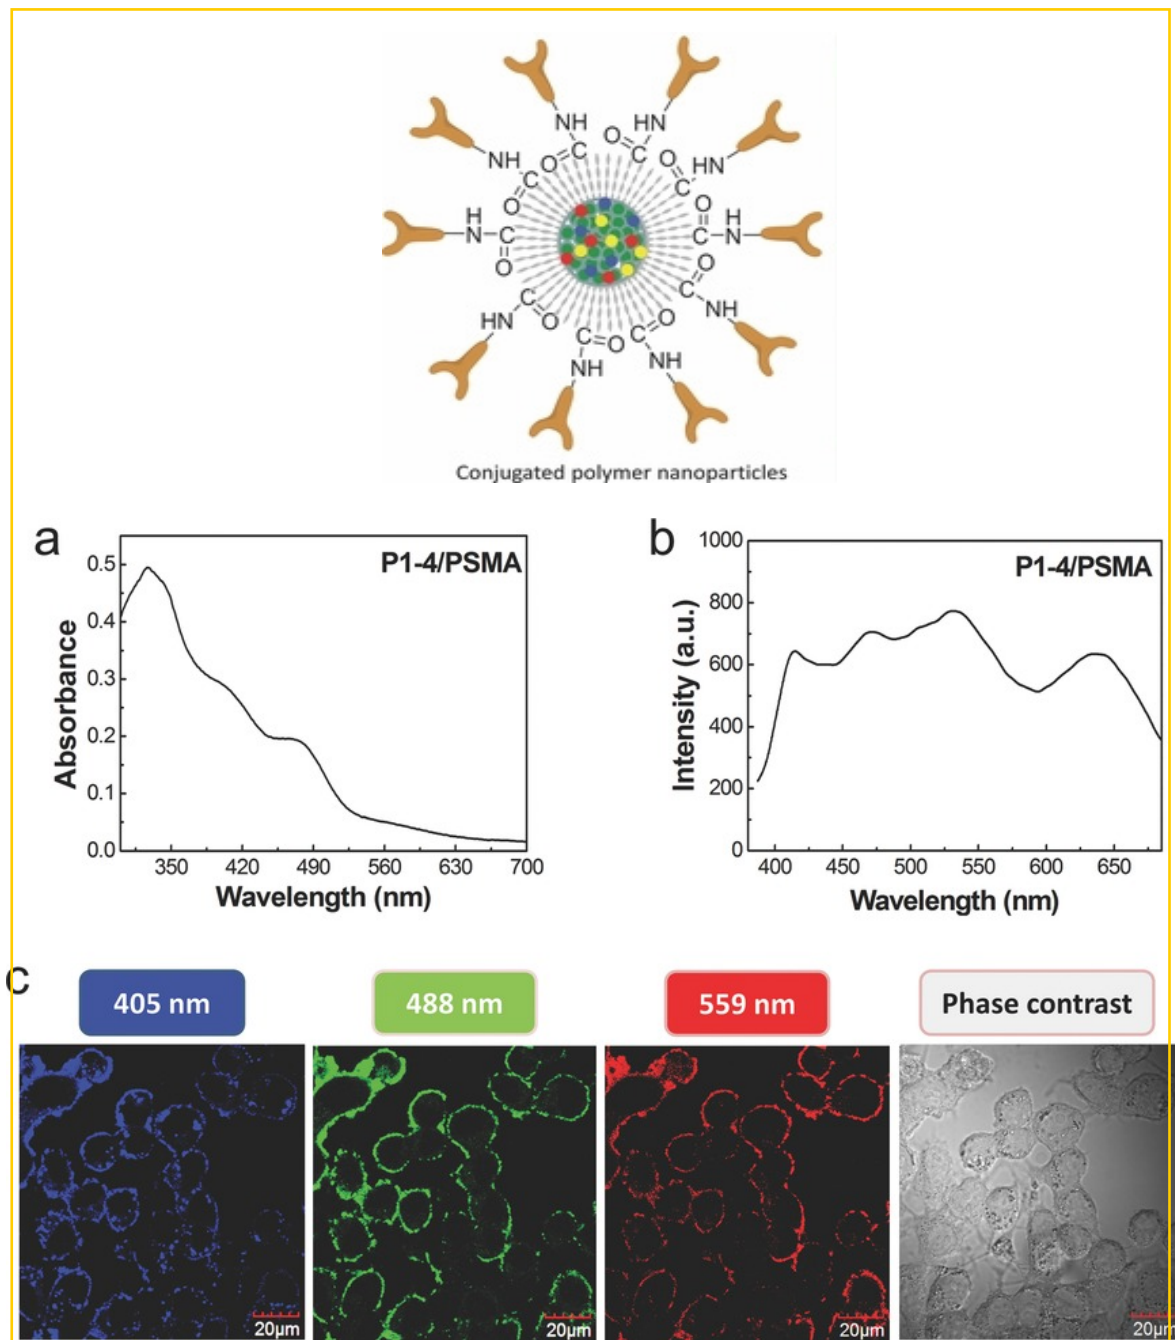 NH
HN
O
C
C
O
NH
C
O
O
C
HN
H
N
C
O
O
C
H
N
HN
C
O
O
C
NH
C
O
NH
C
O
HN
Conjugated polymer nanoparticles
a
P1-4/PSMA
0.5
0.4
0.3
0.2
0.1
0.0
Absorbance
350 420 490 560 630 700
Wavelength (nm)
b
P1-4/PSMA
1000
800
600
400
200
0
Intensity (a.u.)
400 450 500 550 600 650
Wavelength (nm)
c
405 nm
488 nm
559 nm
Phase contrast
20μm
20μm
20μm
20μm